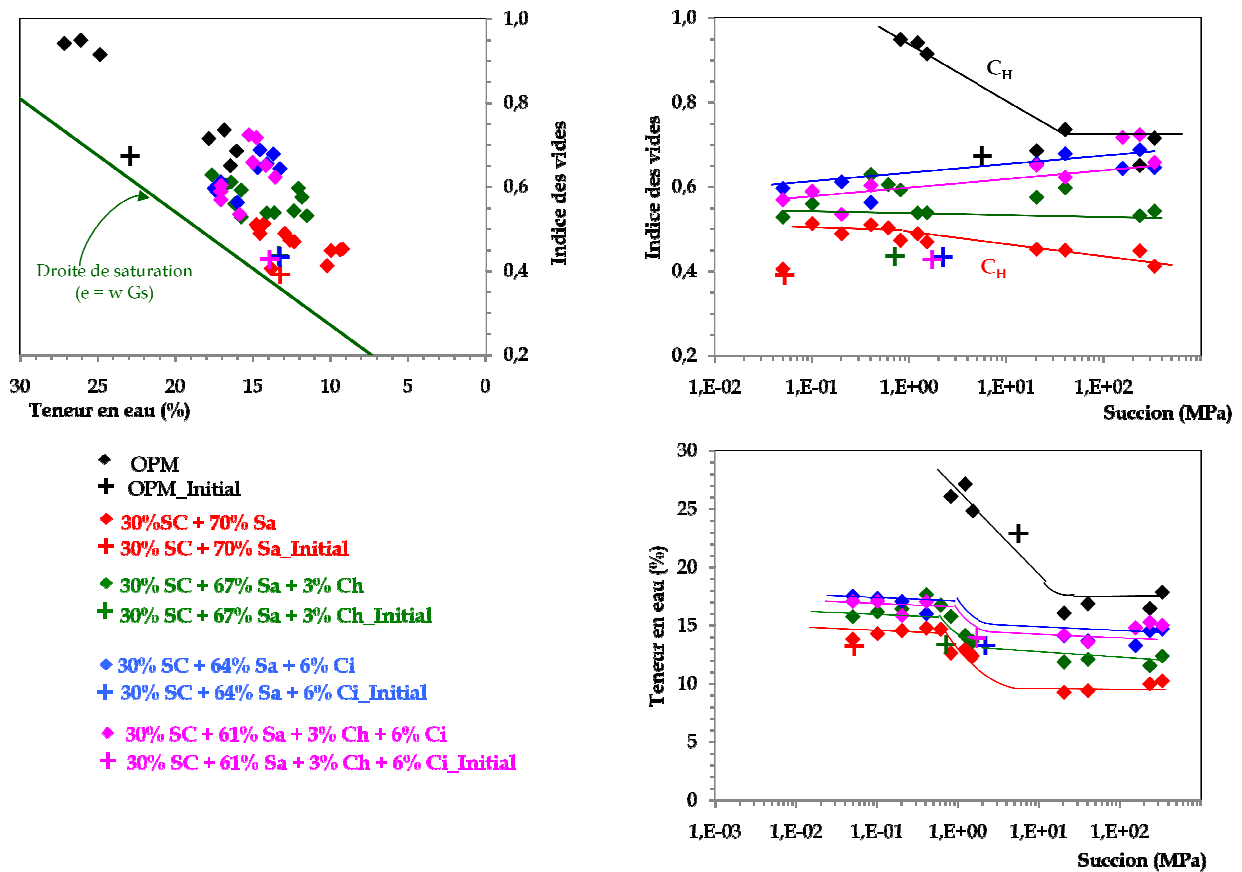 1,0
0,8
0,6
0,4
0,2
Indice des vides
Droite de saturation
(e = w Gs)
30
25
20
15
10
5
0
Teneur en eau (%)
1,0
0,8
0,6
0,4
0,2
Indice des vides
C_H
C_H
1,E-02
1,E-01
1,E+00
1,E+01
1,E+02
Succion (MPa)
OPM
OPM_Initial
30%SC + 70% Sa
30% SC + 70% Sa_Initial
30% SC + 67% Sa + 3% Ch
30% SC + 67% Sa + 3% Ch_Initial
30% SC + 64% Sa + 6% Ci
30% SC + 64% Sa + 6% Ci_Initial
30% SC + 61% Sa + 3% Ch + 6% Ci
30% SC + 61% Sa + 3% Ch + 6% Ci_Initial
30
25
20
15
10
5
0
Teneur en eau (%)
1,E-03
1,E-02
1,E-01
1,E+00
1,E+01
1,E+02
Succion (MPa)